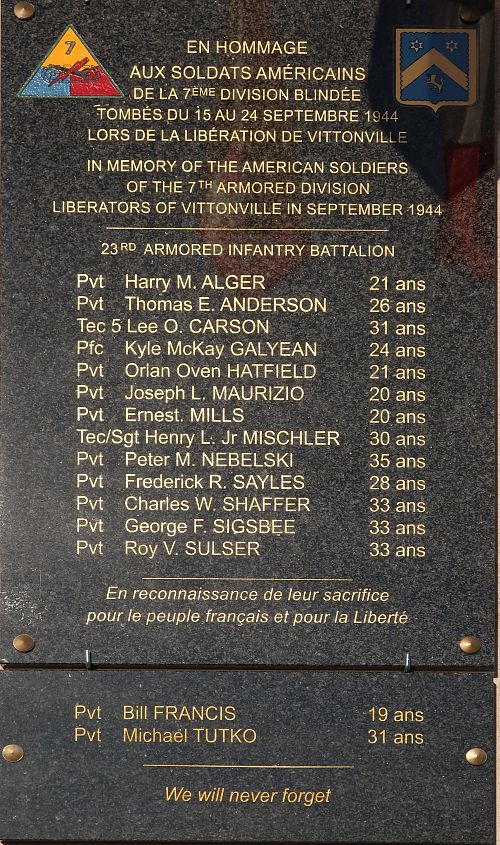 7
EN HOMMAGE
AUX SOLDATS AMÉRICAINS
DE LA 7ÈME DIVISION BLINDÉE
TOMBÉS DU 15 AU 24 SEPTEMBRE 1944
LORS DE LA LIBÉRATION DE VITTONVILLE
IN MEMORY OF THE AMERICAN SOLDIERS
OF THE 7TH ARMORED DIVISION
LIBERATORS OF VITTONVILLE IN SEPTEMBER 1944
23RD ARMORED INFANTRY BATTALION
Pvt Harry M. ALGER 21 ans
Pvt Thomas E. ANDERSON 26 ans
Tec 5 Lee O. CARSON 31 ans
Pfc Kyle McKay GALYEAN 24 ans
Pvt Orlan Oven HATFIELD 21 ans
Pvt Joseph L. MAURIZIO 20 ans
Pvt Ernest. MILLS 20 ans
Tec/Sgt Henry L. Jr MISCHLER 30 ans
Pvt Peter M. NEBELSKI 35 ans
Pvt Frederick R. SAYLES 28 ans
Pvt Charles W. SHAFFER 33 ans
Pvt George F. SIGSBEE 33 ans
Pvt Roy V. SULSER 33 ans
En reconnaissance de leur sacrifice
pour le peuple français et pour la Liberté
Pvt Bill FRANCIS 19 ans
Pvt Michaël TUTKO 31 ans
We will never forget